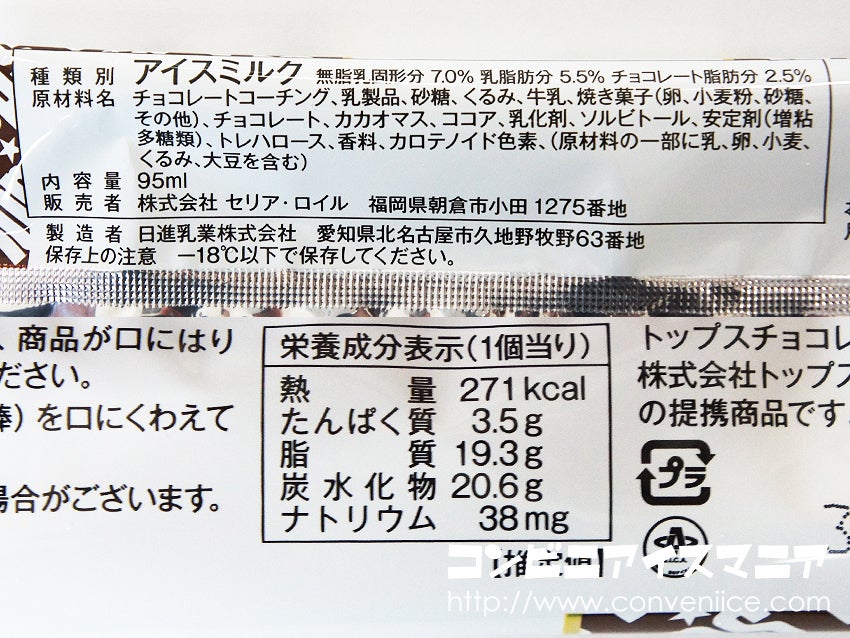 種類別 アイスミルク 無脂乳固形分 7.0% 乳脂肪分 5.5% チョコレート脂肪分 2.5%
原材料名 チョコレートコーチング、乳製品、砂糖、くるみ、牛乳、焼き菓子(卵、小麦粉、砂糖、
その他)、チョコレート、カカオマス、ココア、乳化剤、ソルビトール、安定剤(増粘
多糖類)、トレハロース、香料、カロテノイド色素、(原材料の一部に乳、卵、小麦、
くるみ、大豆を含む)
内容量 95ml
販売者 株式会社 セリア・ロイル 福岡県朝倉市小田1275番地
製造者 日進乳業株式会社 愛知県北名古屋市久地野牧野63番地
保存上の注意 −18℃以下で保存してください。
、商品が口にはり
ださい。
棒)を口にくわえて
場合がございます。
栄養成分表示(1個当り)
熱量 271kcal
たんぱく質 3.5g
脂質 19.3g
炭水化物 20.6g
ナトリウム 38mg
【推定値】
トップスチョコレ
株式会社トップス
の提携商品です。
プラ
コンビニアイスマニア
http://www.conveniice.com